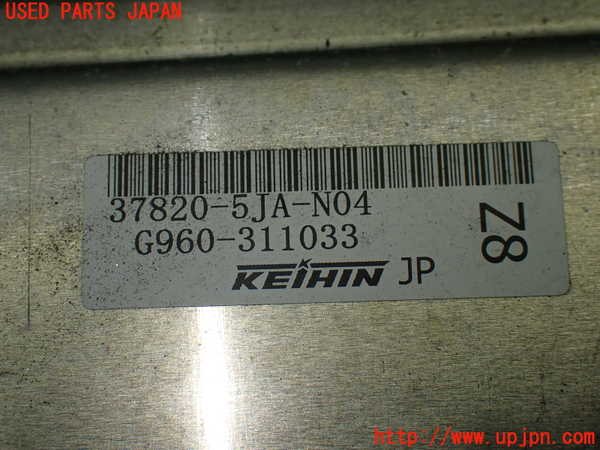 USED PARTS JAPAN
37820-5JA-N04
G960-311033
KEIHIN JP
Z8
http://www.upjpn.com/